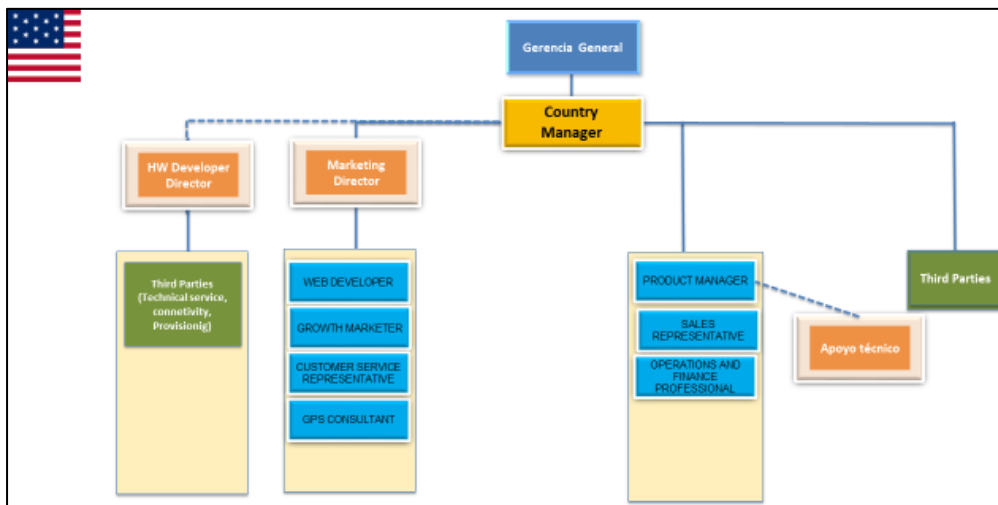 Gerencia General
Country
Manager
HW Developer
Director
Marketing
Director
Third Parties
(Technical service,
connetivity,
Provisionig)
WEB DEVELOPER
GROWTH MARKETER
CUSTOMER SERVICE
REPRESENTATIVE
GPS CONSULTANT
PRODUCT MANAGER
SALES
REPRESENTATIVE
OPERATIONS AND
FINANCE
PROFESSIONAL
Apoyo técnico
Third Parties